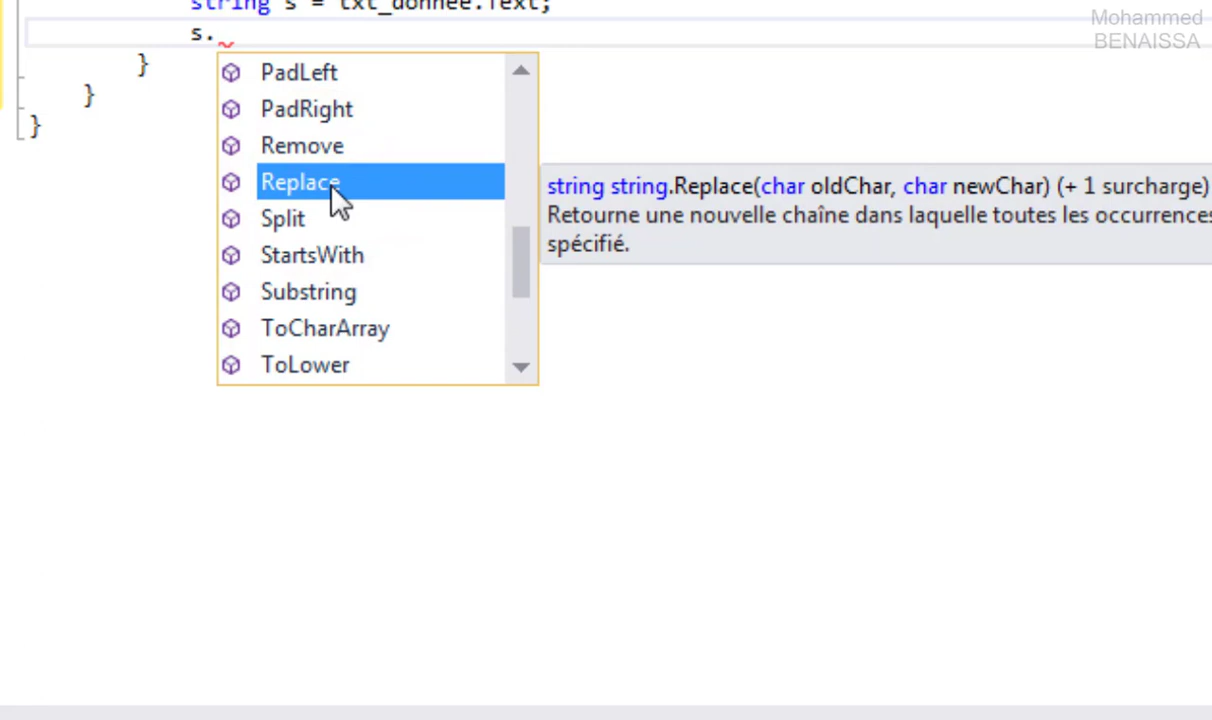 string s = txt_donnee.Text;
Mohammed
BENAISSA
s.
}
}
}
PadLeft
PadRight
Remove
Replace
Split
StartsWith
Substring
ToCharArray
ToLower
string string.Replace(char oldChar, char newChar) (+ 1 surcharge)
Retourne une nouvelle chaîne dans laquelle toutes les occurrences
spécifié.